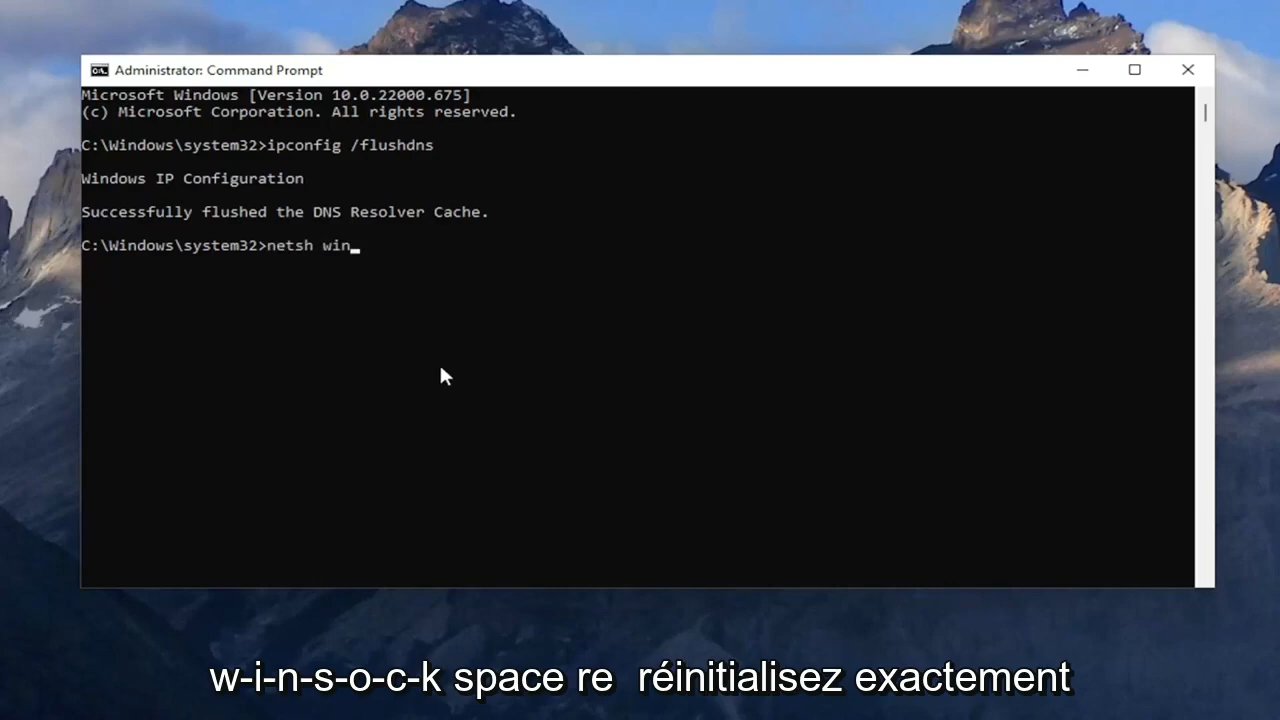 Administrator: Command Prompt
Microsoft Windows [Version 10.0.22000.675]
(c) Microsoft Corporation. All rights reserved.
C:\Windows\system32>ipconfig /flushdns
Windows IP Configuration
Successfully flushed the DNS Resolver Cache.
C:\Windows\system32>netsh win
w-i-n-s-o-c-k space re réinitialisez exactement